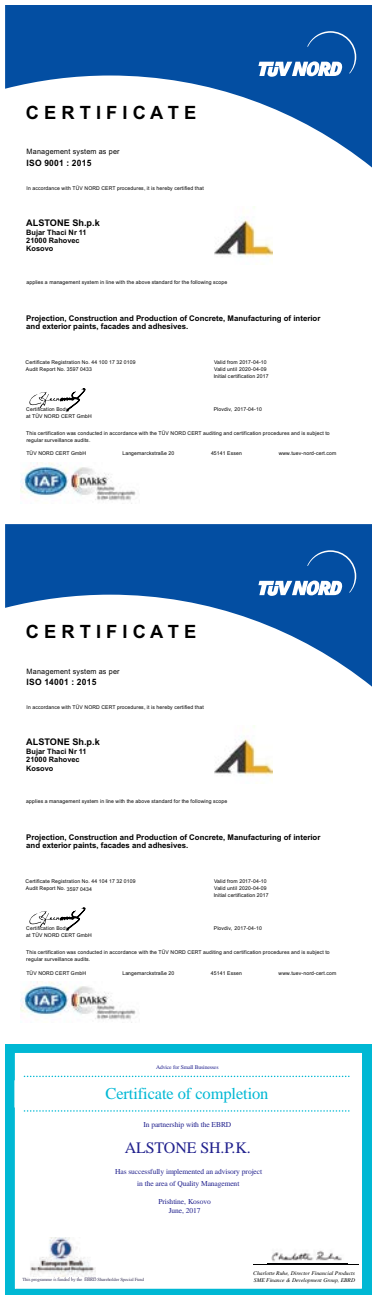 TÜV NORD
CERTIFICATE
Management system as per
ISO 9001 : 2015
In accordance with TÜV NORD CERT procedures, it is hereby certified that
ALSTONE Sh.p.k
Bujar Thaci Nr 11
21000 Rahovec
Kosovo
applies a management system in line with the above standard for the following scope
Projection, Construction and Production of Concrete, Manufacturing of interior
and exterior paints, facades and adhesives.
Certificate Registration No. 44 100 17 32 0109
Audit Report No. 3597 0433
Valid from 2017-04-10
Valid until 2020-04-09
Initial certification 2017
Certification Body
at TÜV NORD CERT GmbH
Plovdiv, 2017-04-10
This certification was conducted in accordance with the TÜV NORD CERT auditing and certification procedures and is subject to
regular surveillance audits.
TÜV NORD CERT GmbH Langemarckstraße 20 45141 Essen www.tuev-nord-cert.com
IAF
DAkkS
TÜV NORD
CERTIFICATE
Management system as per
ISO 14001 : 2015
In accordance with TÜV NORD CERT procedures, it is hereby certified that
ALSTONE Sh.p.k
Bujar Thaci Nr 11
21000 Rahovec
Kosovo
applies a management system in line with the above standard for the following scope
Projection, Construction and Production of Concrete, Manufacturing of interior
and exterior paints, facades and adhesives.
Certificate Registration No. 44 104 17 32 0109
Audit Report No. 3597 0434
Valid from 2017-04-10
Valid until 2020-04-09
Initial certification 2017
Certification Body
at TÜV NORD CERT GmbH
Plovdiv, 2017-04-10
This certification was conducted in accordance with the TÜV NORD CERT auditing and certification procedures and is subject to
regular surveillance audits.
TÜV NORD CERT GmbH Langemarckstraße 20 45141 Essen www.tuev-nord-cert.com
IAF
DAkkS
Advice for Small Businesses
Certificate of completion
In partnership with the EBRD
ALSTONE SH.P.K.
Has successfully implemented an advisory project
in the area of Quality Management
Prishtine, Kosovo
June, 2017
European Bank
for Reconstruction and Development
This programme is funded by the EBRD Shareholder Special Fund
Charlotte Ruhe
Charlotte Ruhe, Director Financial Products
SME Finance & Development Group, EBRD